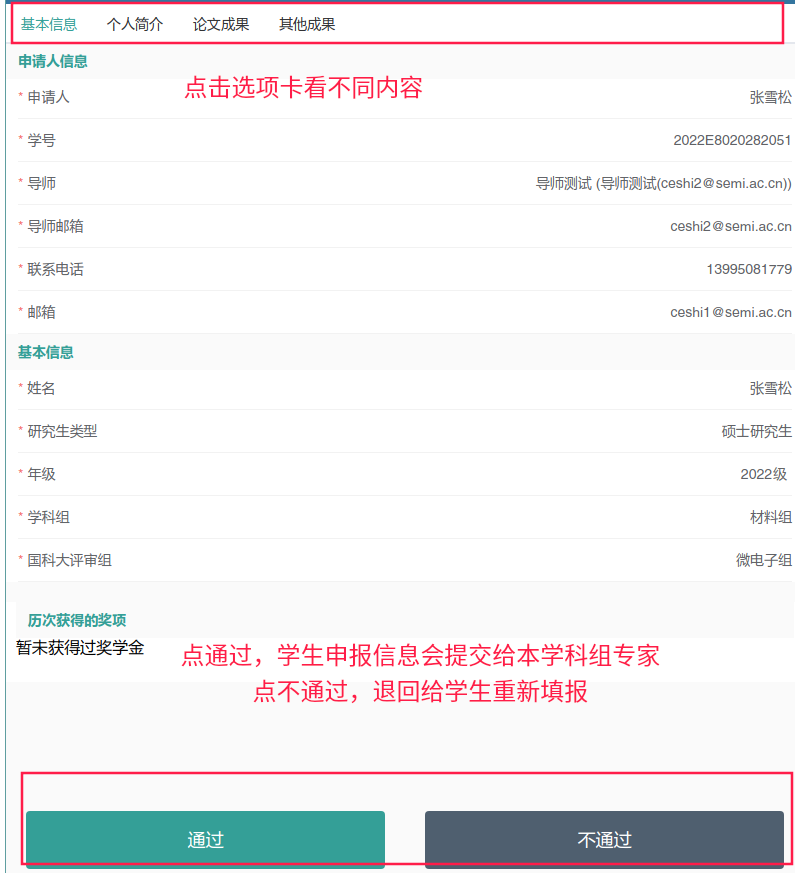 基本信息 个人简介 论文成果 其他成果
申请人信息
点击选项卡看不同内容
* 申请人 张雪松
* 学号 2022E8020282051
* 导师 导师测试 (导师测试(ceshi2@semi.ac.cn))
* 导师邮箱 ceshi2@semi.ac.cn
* 联系电话 13995081779
* 邮箱 ceshi1@semi.ac.cn
基本信息
* 姓名 张雪松
* 研究生类型 硕士研究生
* 年级 2022级
* 学科组 材料组
* 国科大评审组 微电子组
历次获得的奖项
暂未获得过奖学金
点通过，学生申报信息会提交给本学科组专家
点不通过，退回给学生重新填报
通过 不通过